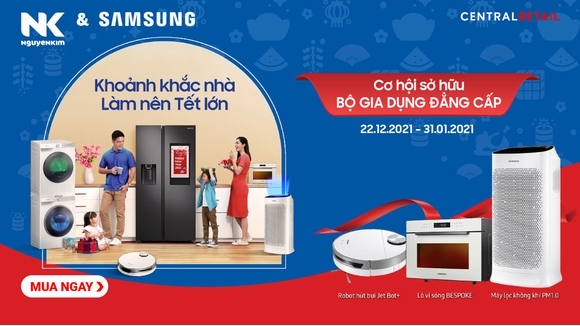 NK
NGUYENKIM
& SAMSUNG
CENTRAL RETAIL
Khoảnh khắc nhà
Làm nên Tết lớn
Cơ hội sở hữu
BỘ GIA DỤNG ĐẲNG CẤP
22.12.2021 - 31.01.2021
MUA NGAY
Robot hút bụi Jet Bot+
Lò vi sóng BESPOKE
Máy lọc không khí PM1.0